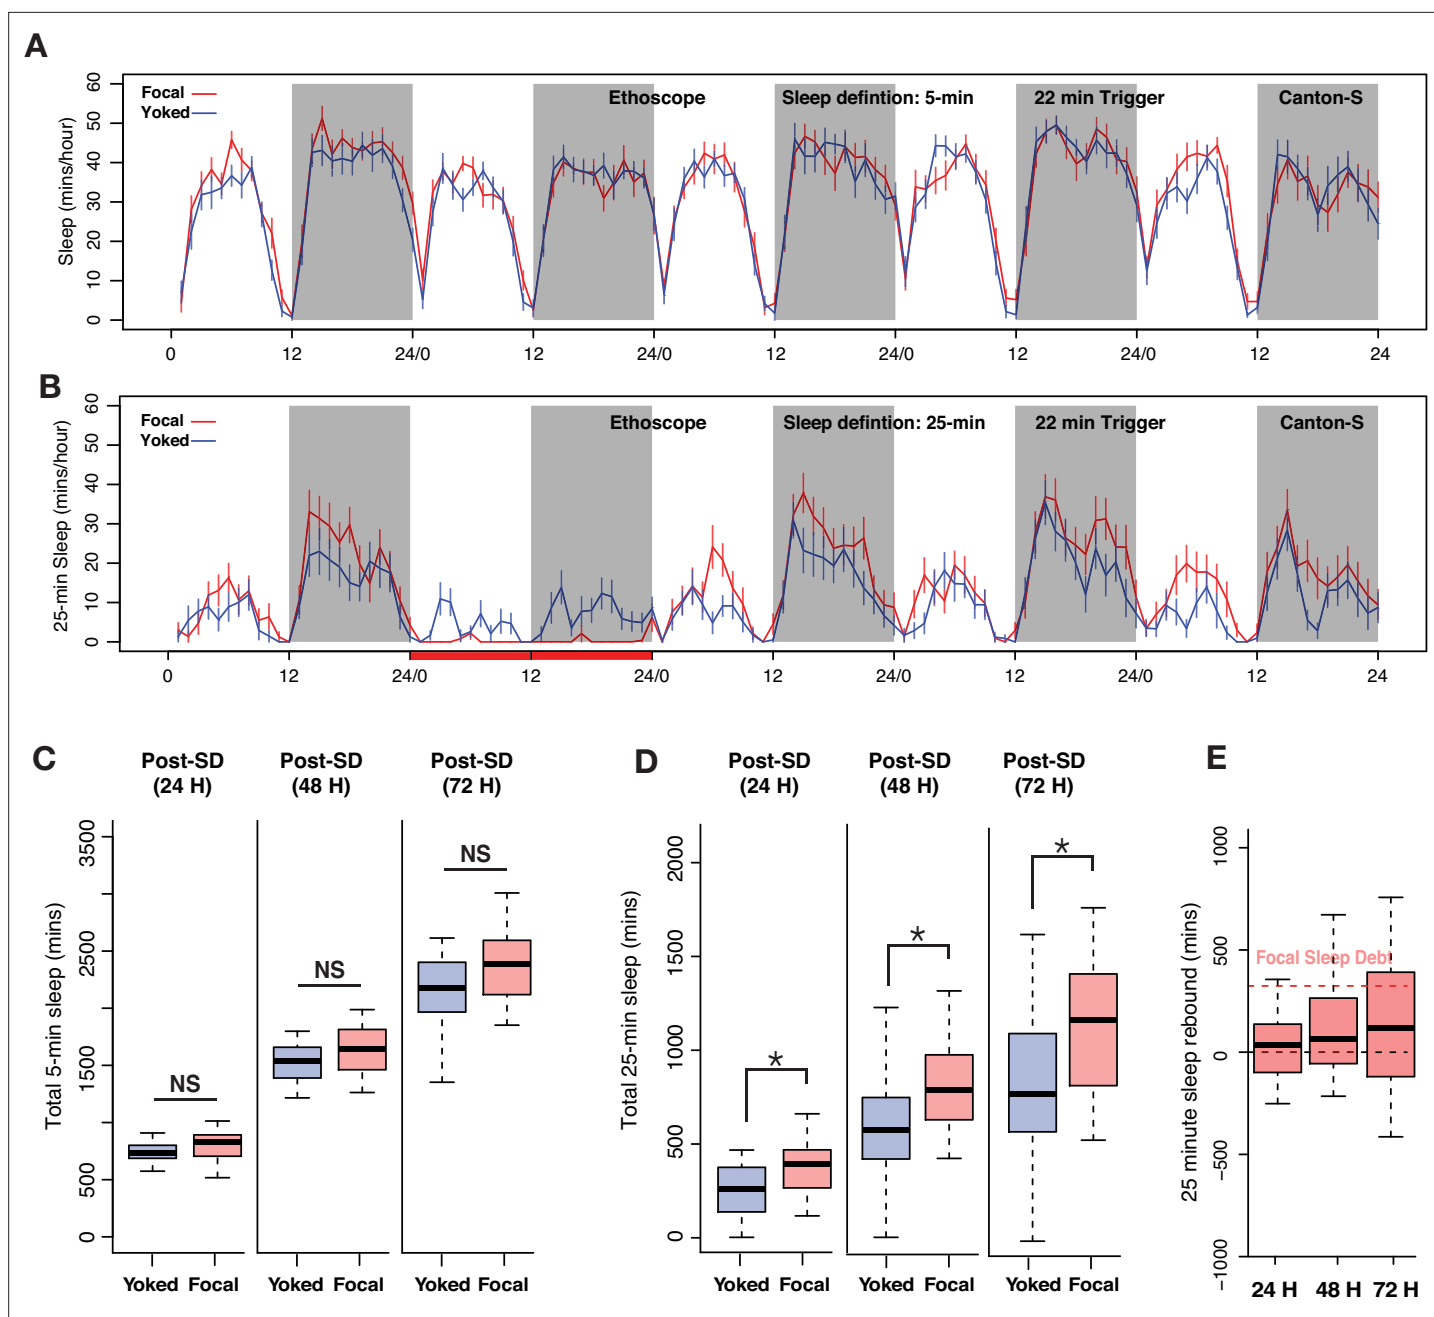 A
Focal
Yoked
Ethoscope
Sleep defintion: 5-min
22 min Trigger
Canton-S
Sleep (mins/hour)
60
50
40
30
20
10
0
0 12 24/0 12 24/0 12 24/0 12 24/0 12 24
B
Focal
Yoked
Ethoscope
Sleep defintion: 25-min
22 min Trigger
Canton-S
25-min Sleep (mins/hour)
60
50
40
30
20
10
0
0 12 24/0 12 24/0 12 24/0 12 24/0 12 24
C
Post-SD
(24 H)
Post-SD
(48 H)
Post-SD
(72 H)
Total 5-min sleep (mins)
3500
2500
1500
500
0
NS
NS
NS
Yoked Focal Yoked Focal Yoked Focal
D
Post-SD
(24 H)
Post-SD
(48 H)
Post-SD
(72 H)
Total 25-min sleep (mins)
2000
1500
1000
500
0
*
*
*
Yoked Focal Yoked Focal Yoked Focal
E
25 minute sleep rebound (mins)
1000
500
0
−500
−1000
Focal Sleep Debt
24 H 48 H 72 H